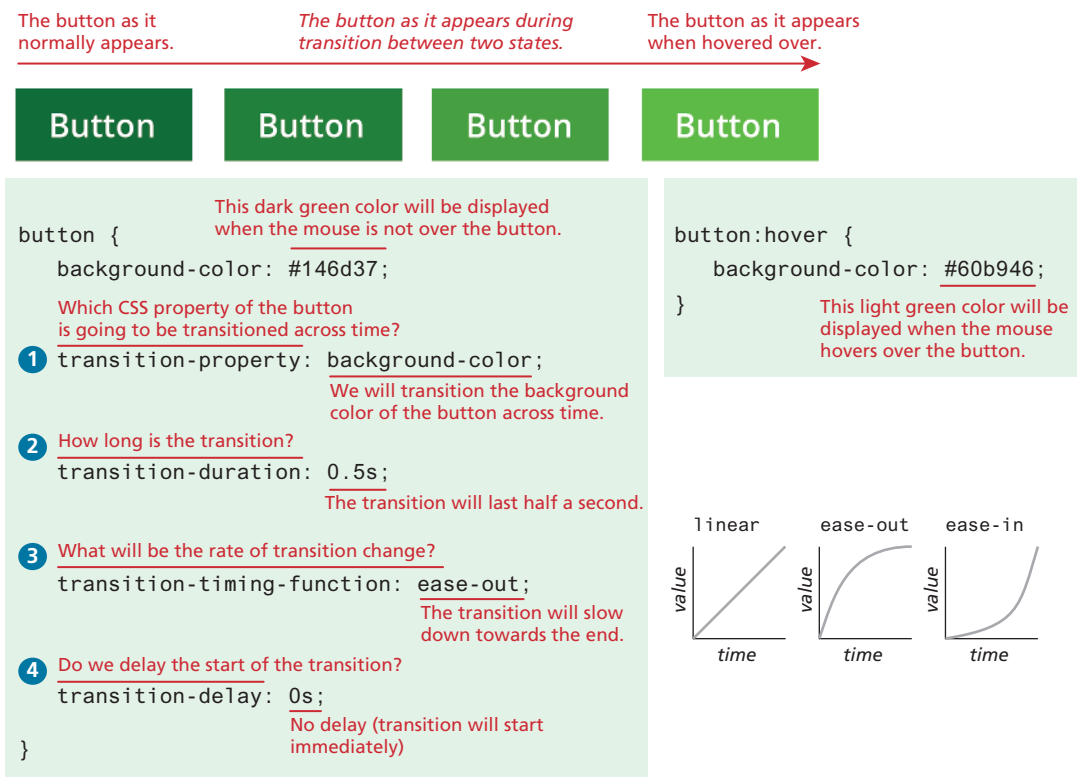 The button as it
normally appears.
The button as it appears during
transition between two states.
The button as it appears
when hovered over.
Button
Button
Button
Button
This dark green color will be displayed
when the mouse is not over the button.
button {
background-color: #146d37;
Which CSS property of the button
is going to be transitioned across time?
1 transition-property: background-color;
We will transition the background
color of the button across time.
2 How long is the transition?
transition-duration: 0.5s;
The transition will last half a second.
3 What will be the rate of transition change?
transition-timing-function: ease-out;
The transition will slow
down towards the end.
4 Do we delay the start of the transition?
transition-delay: 0s;
No delay (transition will start
immediately)
}
button:hover {
background-color: #60b946;
}
This light green color will be
displayed when the mouse
hovers over the button.
linear
value
time
ease-out
value
time
ease-in
value
time